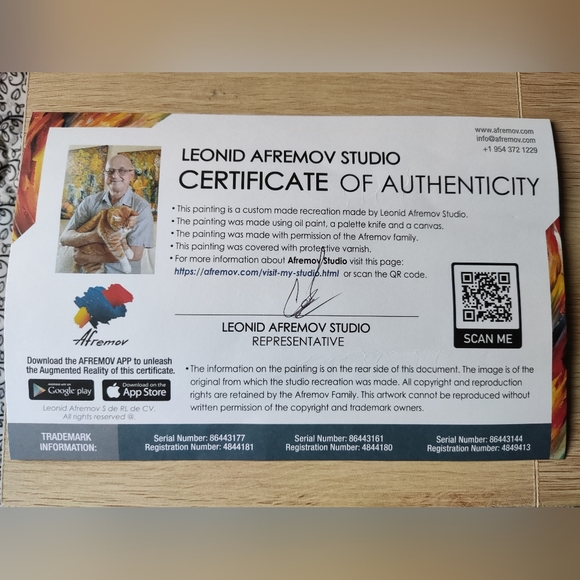 www.afremov.com
info@afremov.com
+1 954 372 1229
LEONID AFREMOV STUDIO
CERTIFICATE OF AUTHENTICITY
• This painting is a custom made recreation made by Leonid Afremov Studio.
• The painting was made using oil paint, a palette knife and a canvas.
• The painting was made with permission of the Afremov family.
• This painting was covered with protective varnish.
• For more information about Afremov Studio visit this page:
https://afremov.com/visit-my-studio.html or scan the QR code.
SCAN ME
LEONID AFREMOV STUDIO
REPRESENTATIVE
Afremov
Download the AFREMOV APP to unleash
the Augmented Reality of this certificate.
ANDROID APP ON
Google play
Download on the
App Store
Leonid Afremov S de RL de CV.
All rights reserved @.
• The information on the painting is on the rear side of this document. The image is of the
original from which the studio recreation was made. All copyright and reproduction
rights are retained by the Afremov Family. This artwork cannot be reproduced without
written permission of the copyright and trademark owners.
TRADEMARK
INFORMATION:
Serial Number: 86443177
Registration Number: 4844181
Serial Number: 86443161
Registration Number: 4844180
Serial Number: 86443144
Registration Number: 4849413